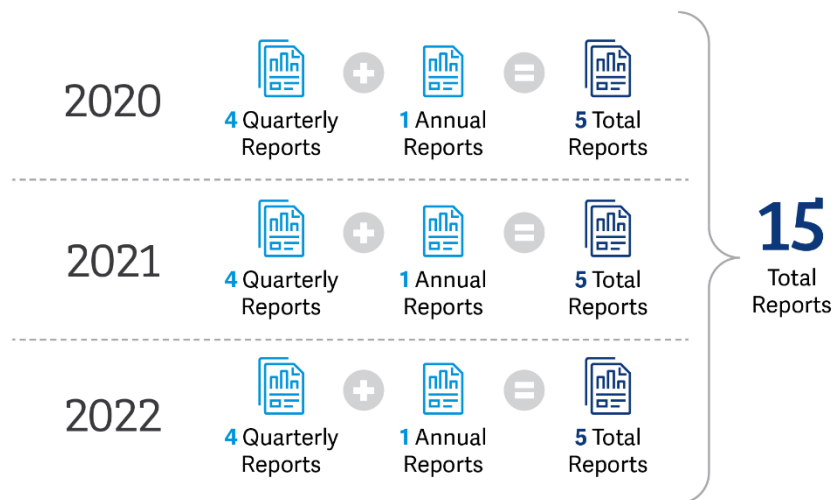 2020
4 Quarterly
Reports
1 Annual
Reports
5 Total
Reports
2021
4 Quarterly
Reports
1 Annual
Reports
5 Total
Reports
2022
4 Quarterly
Reports
1 Annual
Reports
5 Total
Reports
15
Total
Reports